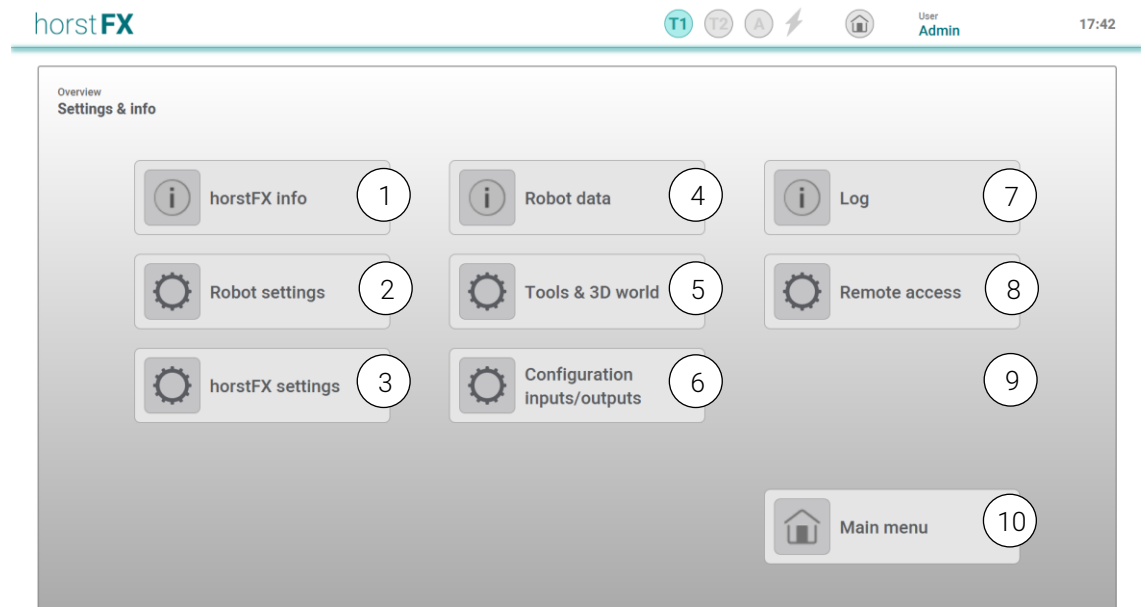 horstFX
T1 T2 A User
Admin 17:42
Overview
Settings & info
i horstFX info 1
i Robot data 4
i Log 7
Robot settings 2
Tools & 3D world 5
Remote access 8
horstFX settings 3
Configuration
inputs/outputs 6
9
Main menu 10